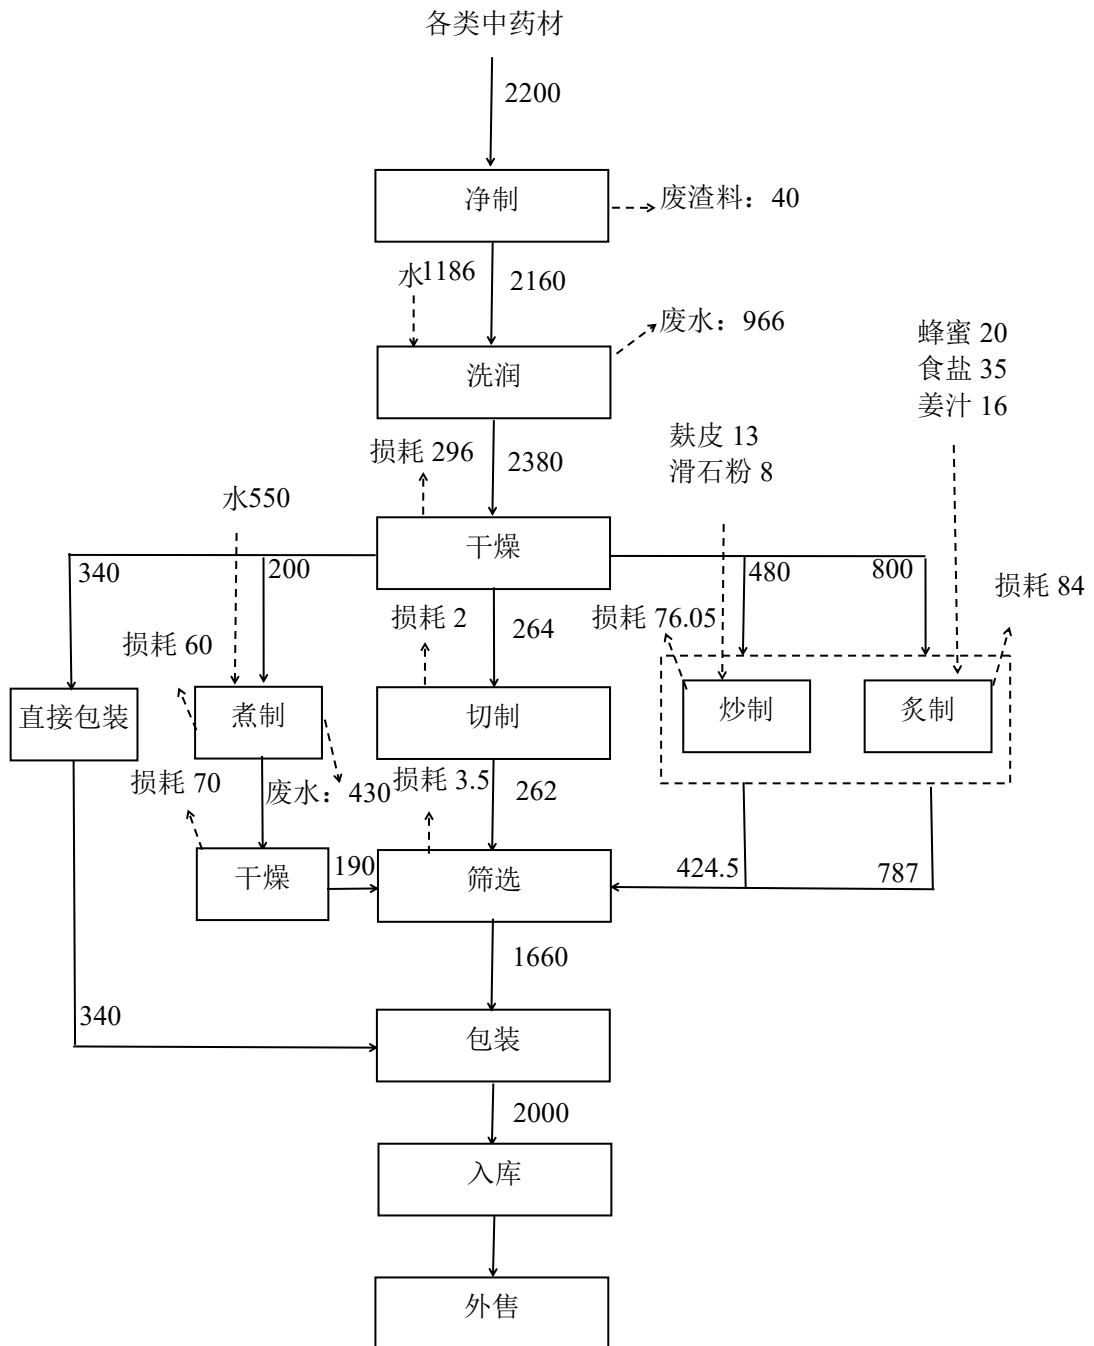 各类中药材
2200
净制
废渣料：40
水1186
2160
废水：966
洗润
蜂蜜 20
食盐 35
姜汁 16
损耗 296
2380
麸皮 13
滑石粉 8
水550
干燥
340
200
480
800
损耗 84
损耗 2
264
损耗 76.05
损耗 60
直接包装
煮制
切制
炒制
炙制
损耗 70
废水：430
损耗 3.5
262
干燥
190
筛选
424.5
787
1660
340
包装
2000
入库
外售